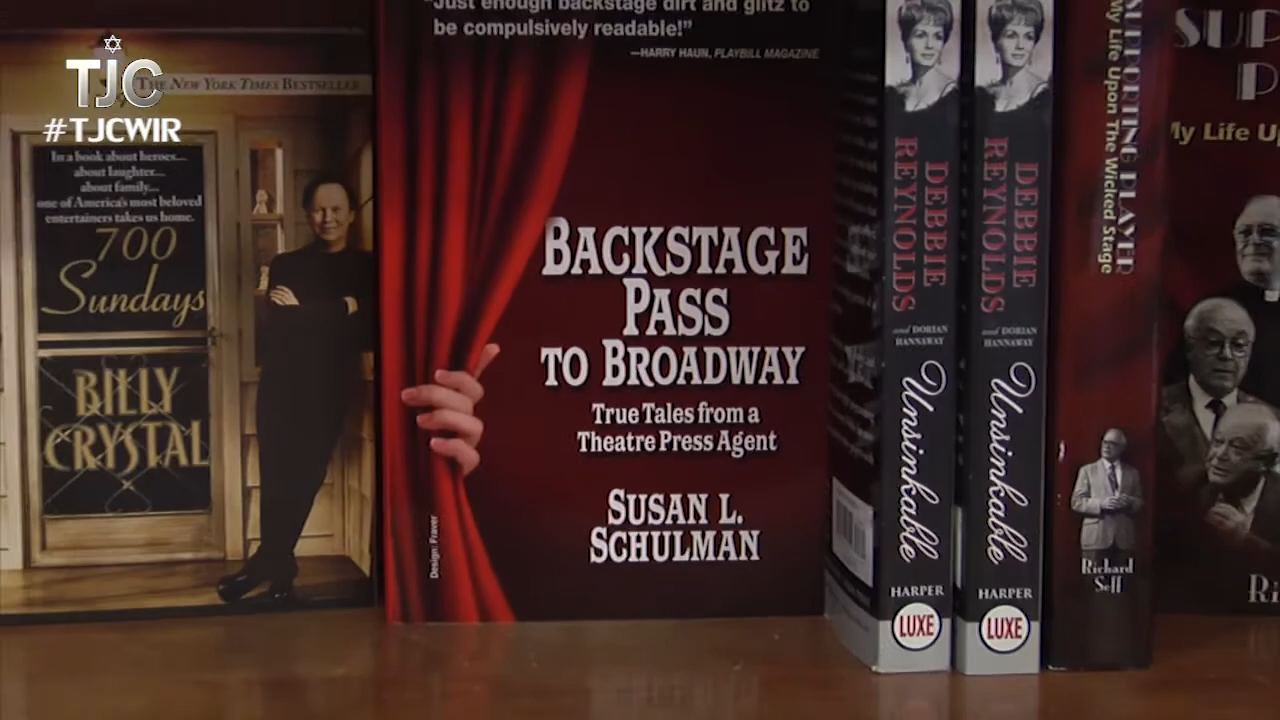 TJC
#TJCWIR
THE NEW YORK TIMES BESTSELLER
In a book about heroes...
about laughter...
about family...
one of America's most beloved
entertainers takes us home.
700
Sundays
BILLY
CRYSTAL
"Just enough backstage dirt and glitz to
be compulsively readable!"
—HARRY HAUN, PLAYBILL MAGAZINE
BACKSTAGE
PASS
TO BROADWAY
True Tales from a
Theatre Press Agent
SUSAN L.
SCHULMAN
Design: Fraver
DEBBIE
REYNOLDS
and DORIAN
HANNAWAY
Unsinkable
HARPER
LUXE
DEBBIE
REYNOLDS
and DORIAN
HANNAWAY
Unsinkable
HARPER
LUXE
SUPPORTING PLAYER
My Life Upon The Wicked Stage
Richard
Seff
SUP
P
My Life U
Ri